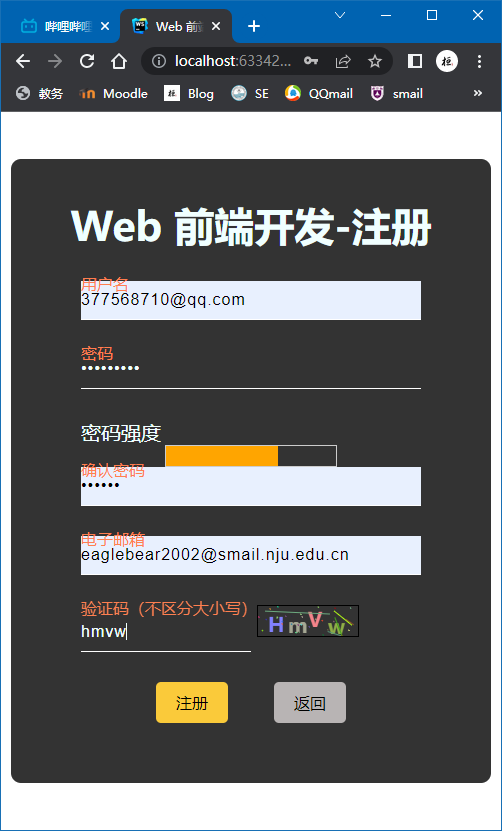 哔哩哔哩
Web 前端
localhost:63342...
教务
Moodle
Blog
SE
QQmail
smail
»
Web 前端开发-注册
用户名
377568710@qq.com
密码
•••••••••
密码强度
确认密码
••••••
电子邮箱
eaglebear2002@smail.nju.edu.cn
验证码（不区分大小写）
HmVw
hmvw
注册
返回